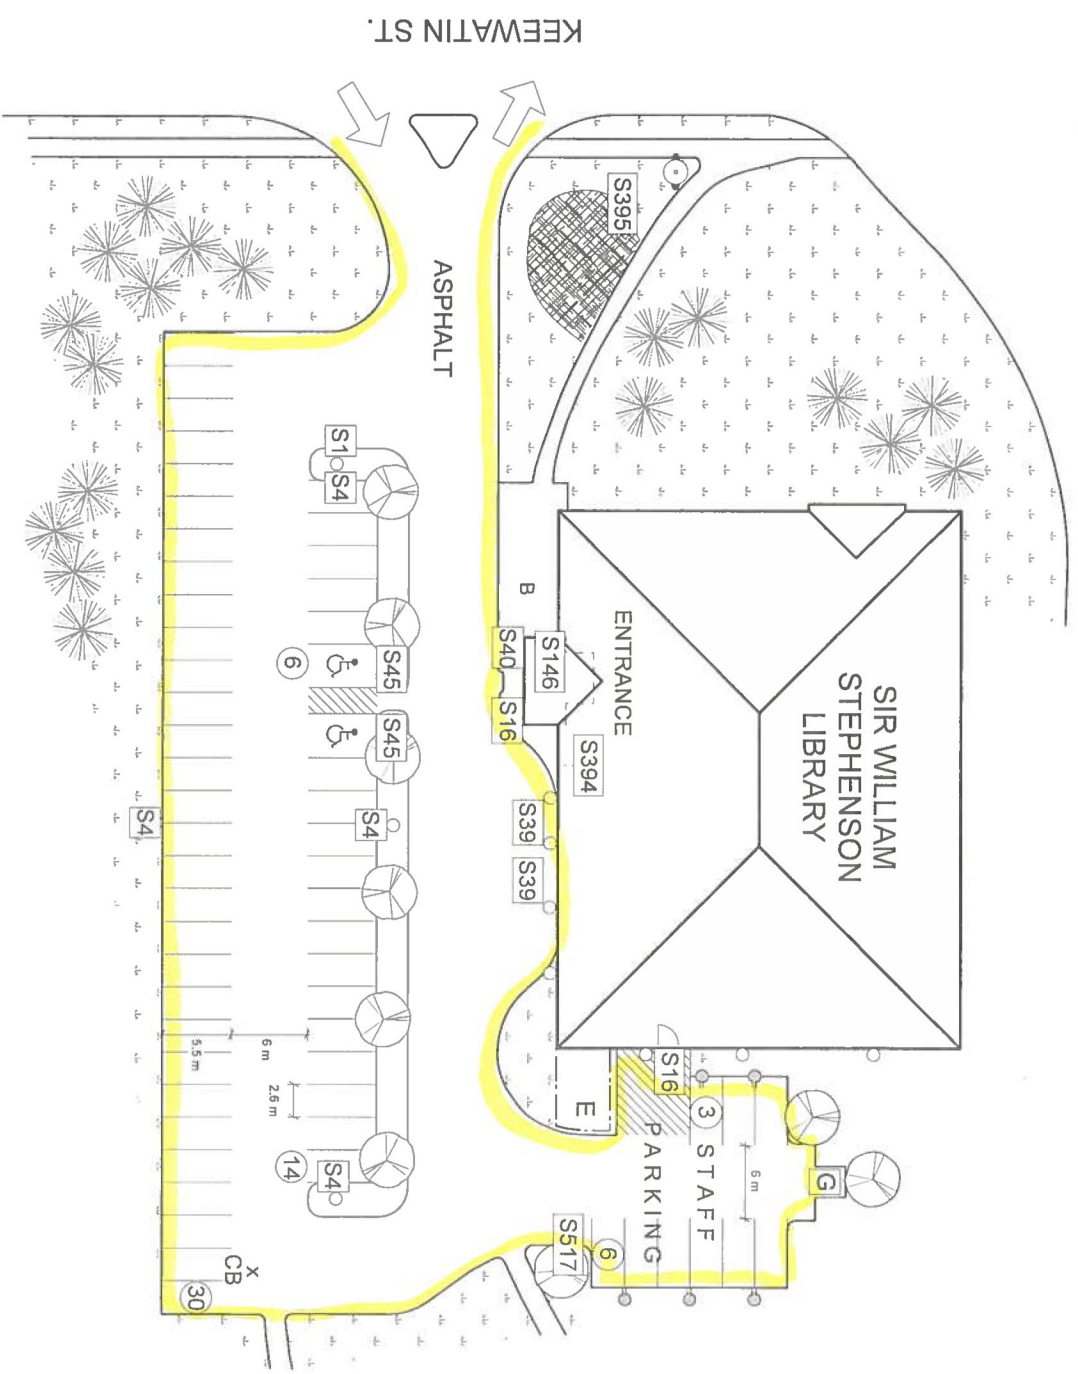 KEEWATIN ST.
S395
ASPHALT
S1
S4
B
ENTRANCE
S40
S146
S16
S45
6
S45
S394
SIR WILLIAM
STEPHENSON
LIBRARY
S4
S4
S39
S39
5.5 m
6 m
2.6 m
E
S16
3
STAFF
PARKING
6 m
G
14
S4
S517
6
X
CB
30